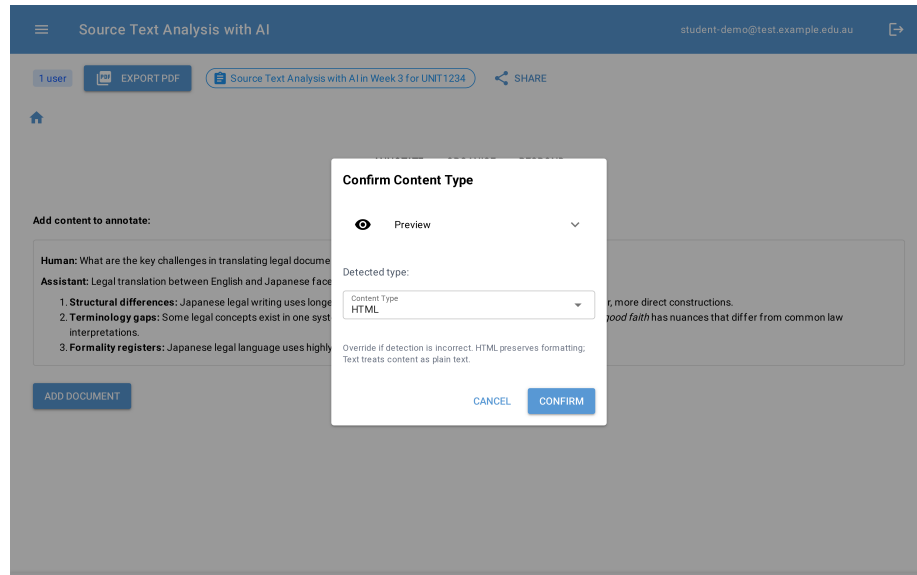 Source Text Analysis with AI
student-demo@test.example.edu.au
1 user
PDF
EXPORT PDF
Source Text Analysis with AI in Week 3 for UNIT1234
SHARE
Confirm Content Type
Preview
Add content to annotate:
Human: What are the key challenges in translating legal docume
Assistant: Legal translation between English and Japanese face
Detected type:
1. Structural differences: Japanese legal writing uses longe
r, more direct constructions.
2. Terminology gaps: Some legal concepts exist in one syst
good faith has nuances that differ from common law
interpretations.
3. Formality registers: Japanese legal language uses highly
Content Type
HTML
Override if detection is incorrect. HTML preserves formatting;
Text treats content as plain text.
ADD DOCUMENT
CANCEL
CONFIRM